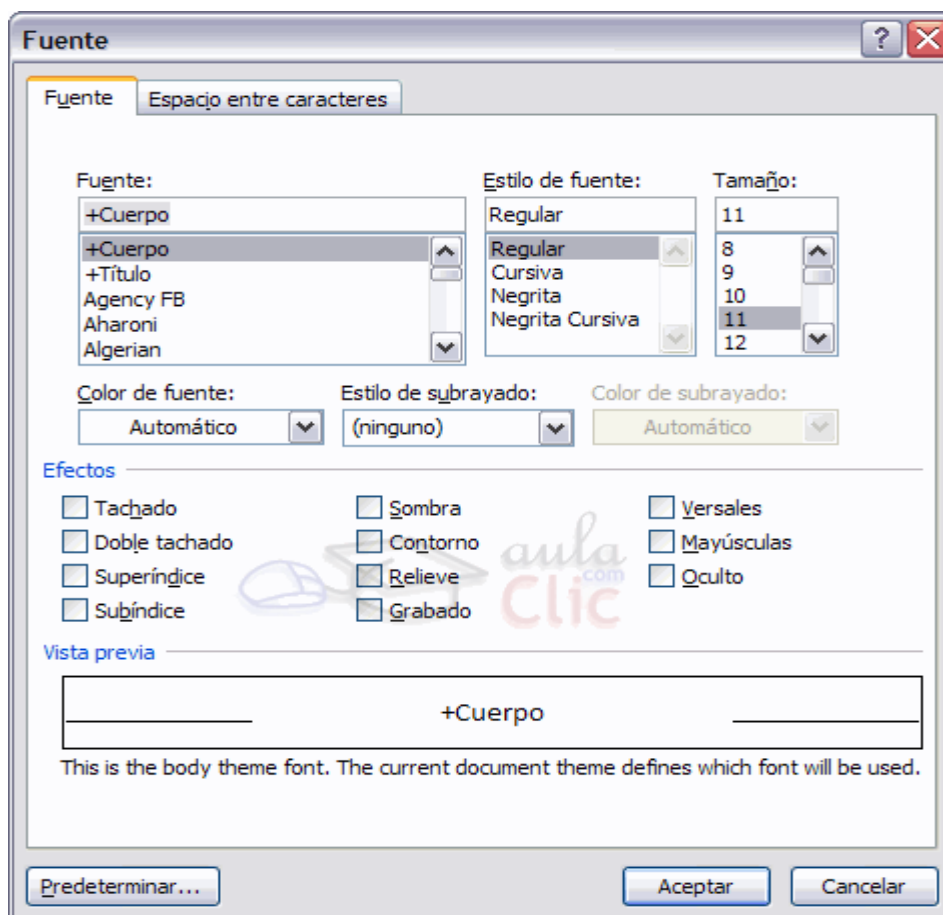 Fuente
Fuente Espacio entre caracteres
Fuente: Estilo de fuente: Tamaño:
+Cuerpo Regular 11
+Cuerpo Regular 8
+Título Cursiva 9
Agency FB Negrita 10
Aharoni Negrita Cursiva 11
Algerian 12
Color de fuente: Estilo de subrayado: Color de subrayado:
Automático (ninguno) Automático
Efectos
Tachado Sombra Versales
Doble tachado Contorno Mayúsculas
Superíndice Relieve Oculto
Subíndice Grabado
aula
.com
Clic
Vista previa
+Cuerpo
This is the body theme font. The current document theme defines which font will be used.
Predeterminar... Aceptar Cancelar